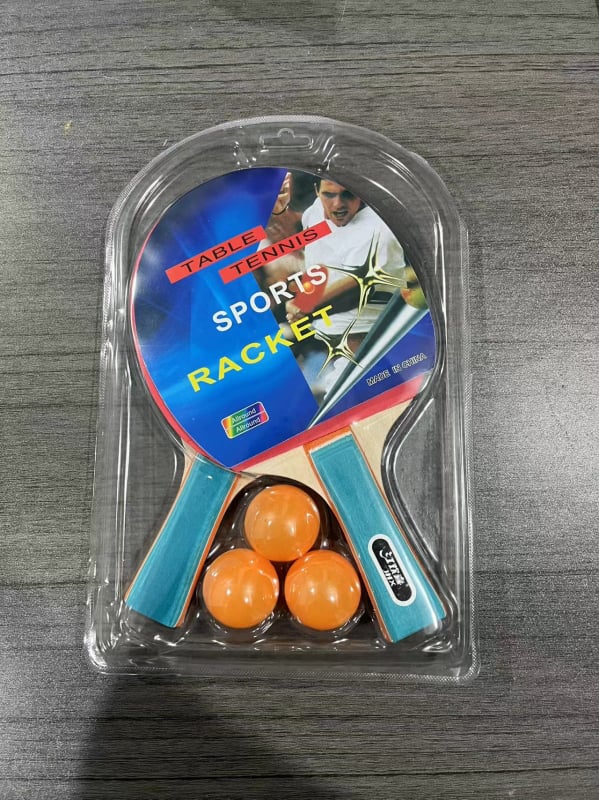 TABLE
TENNIS
SPORTS
RACKET
MADE IN CHINA
Allround
Allround